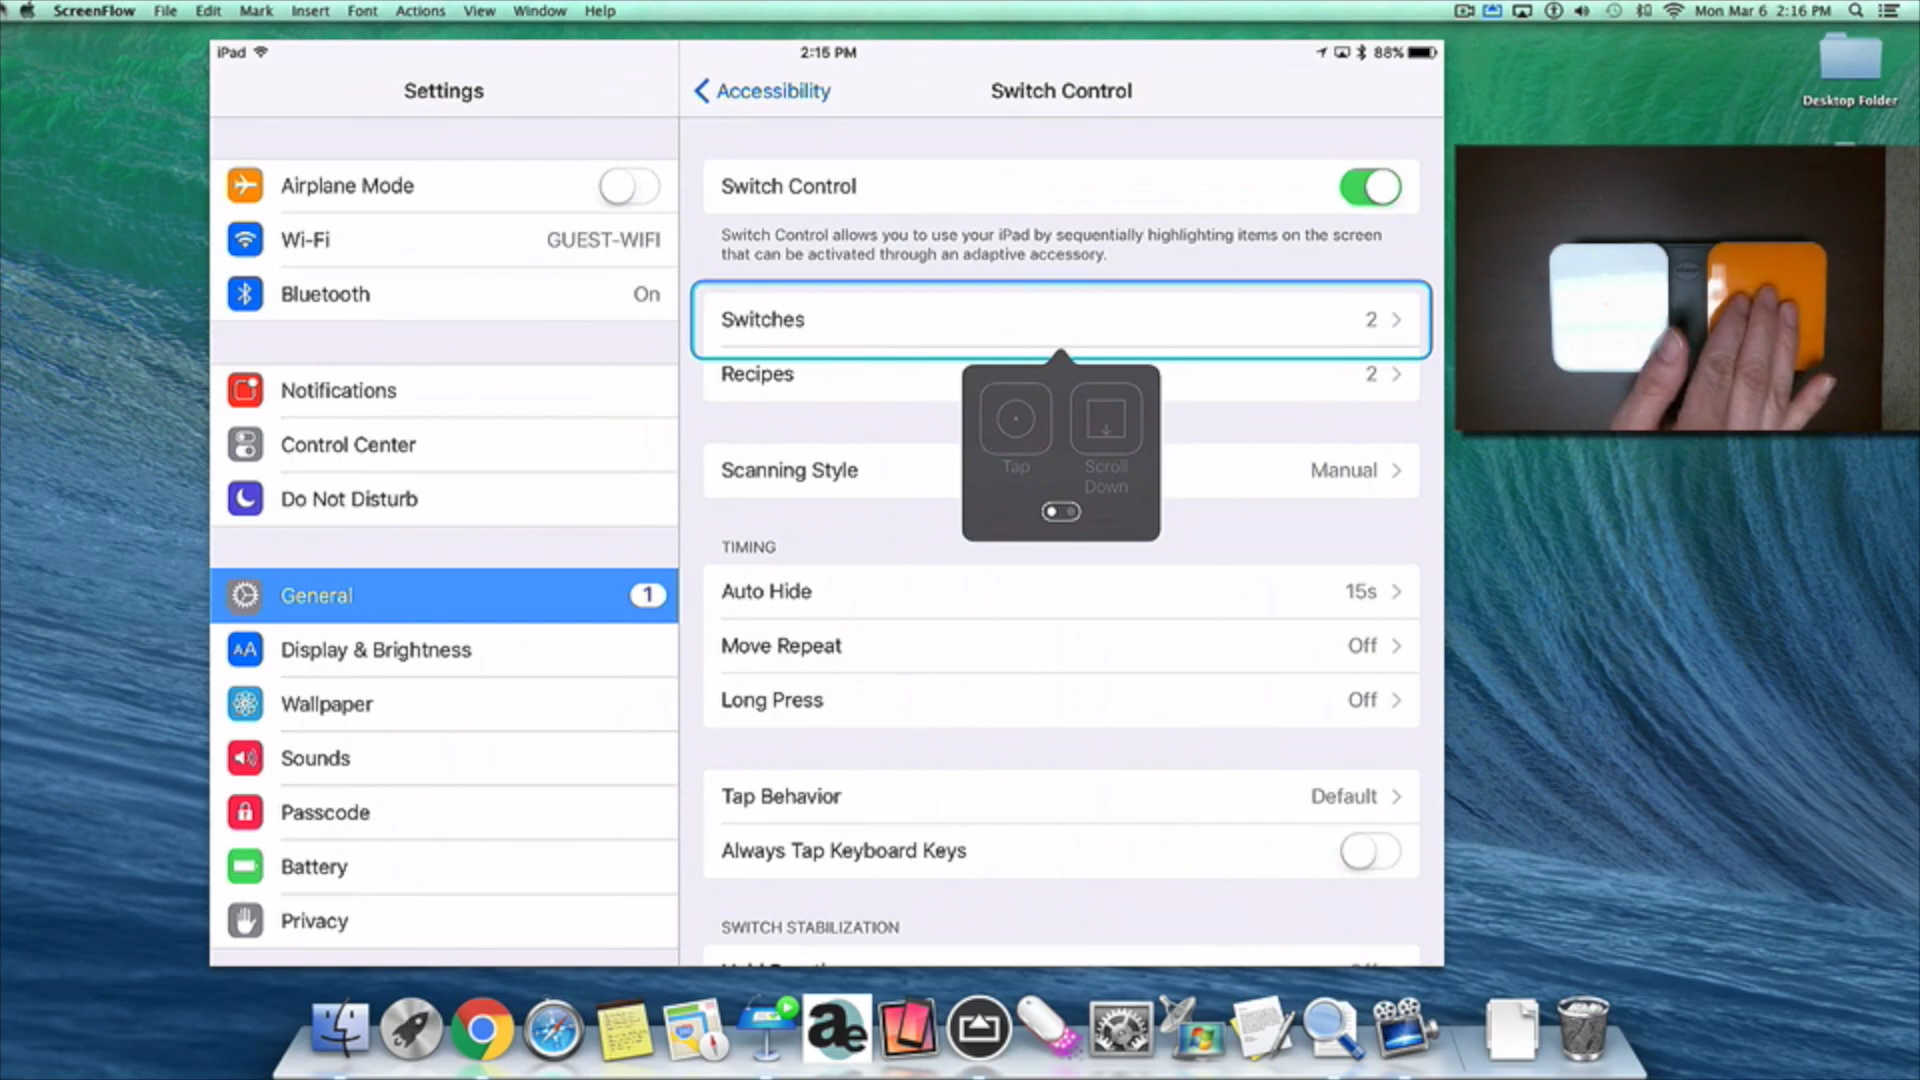 ScreenFlow File Edit Mark Insert Font Actions View Window Help
Mon Mar 6 2:16 PM
iPad
2:15 PM
88%
Desktop Folder
Settings
Accessibility
Switch Control
Airplane Mode
Wi-Fi GUEST-WIFI
Bluetooth On
Notifications
Control Center
Do Not Disturb
General 1
Display & Brightness
Wallpaper
Sounds
Passcode
Battery
Privacy
Switch Control
Switch Control allows you to use your iPad by sequentially highlighting items on the screen
that can be activated through an adaptive accessory.
Switches 2
Recipes 2
Tap
Scroll
Down
Scanning Style Manual
TIMING
Auto Hide 15s
Move Repeat Off
Long Press Off
Tap Behavior Default
Always Tap Keyboard Keys
SWITCH STABILIZATION
AA
ae